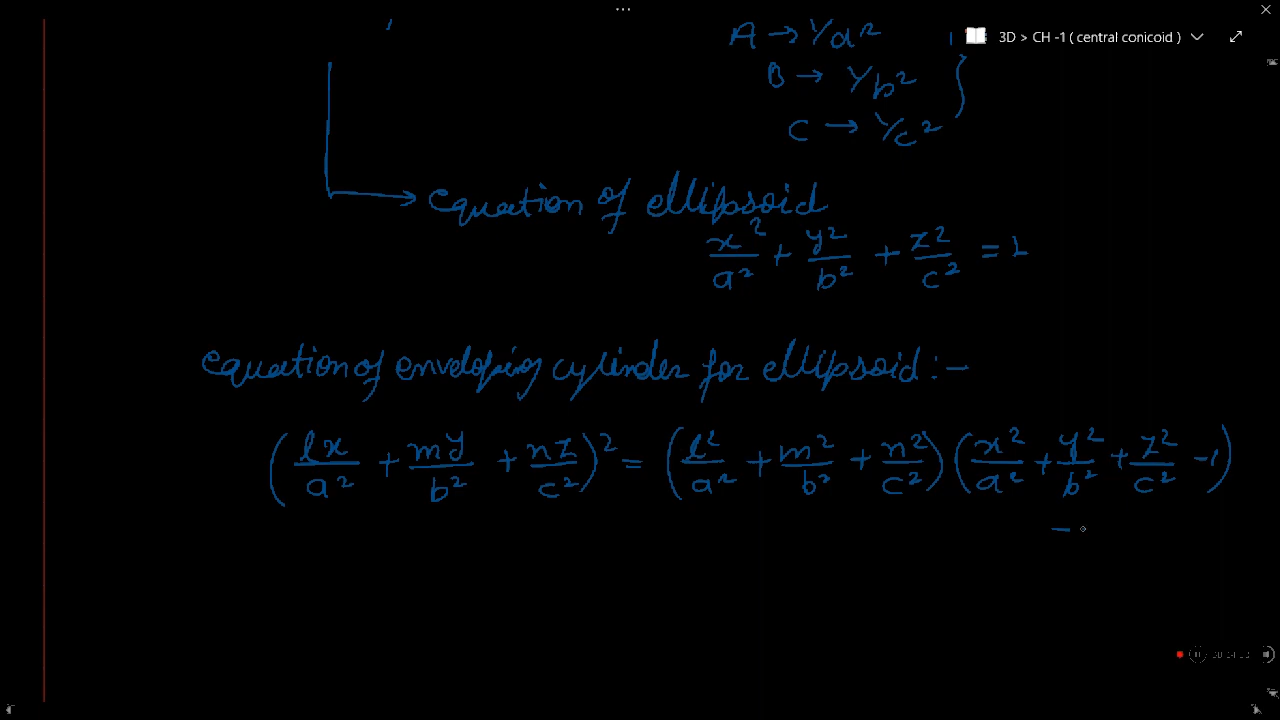 A → 1/a²
3D > CH -1 ( central conicoid )
B → 1/b²
C → 1/c²
equation of ellipsoid
x²/a² + y²/b² + z²/c² = 1
equation of enveloping cylinder for ellipsoid :-
(lx/a² + my/b² + nz/c²)² = (l²/a² + m²/b² + n²/c²) (x²/a² + y²/b² + z²/c² -1)